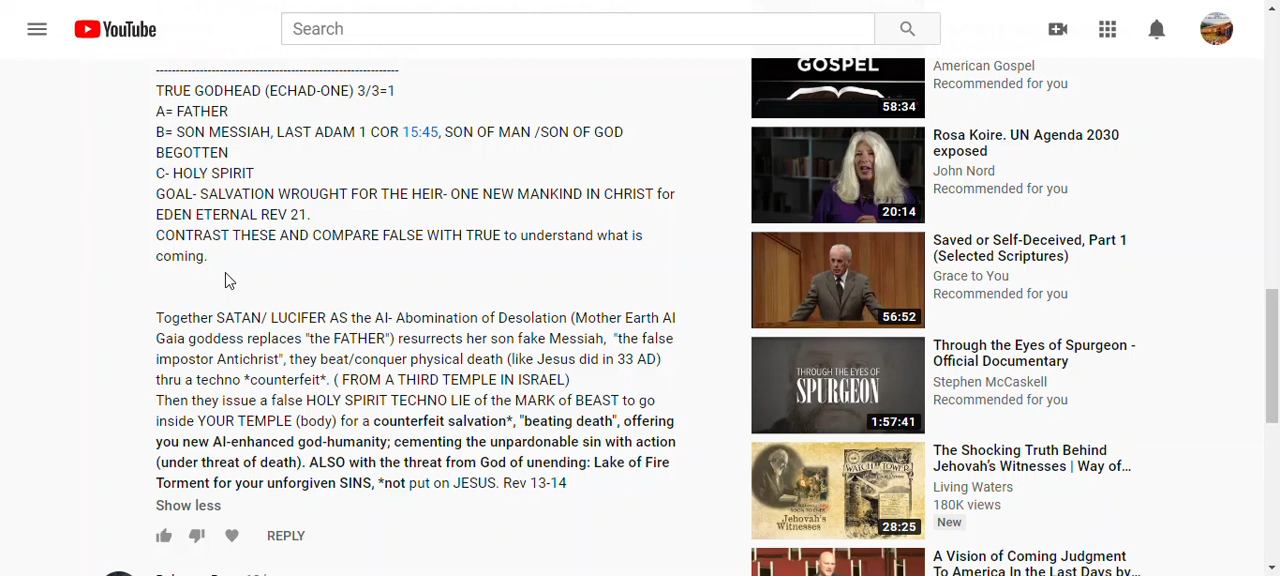 YouTube
Search
------------------------------------------------------------
TRUE GODHEAD (ECHAD-ONE) 3/3=1
A= FATHER
B= SON MESSIAH, LAST ADAM 1 COR 15:45, SON OF MAN /SON OF GOD
BEGOTTEN
C- HOLY SPIRIT
GOAL- SALVATION WROUGHT FOR THE HEIR- ONE NEW MANKIND IN CHRIST for
EDEN ETERNAL REV 21.
CONTRAST THESE AND COMPARE FALSE WITH TRUE to understand what is
coming.
Together SATAN/ LUCIFER AS the AI- Abomination of Desolation (Mother Earth AI
Gaia goddess replaces "the FATHER") resurrects her son fake Messiah,  "the false
impostor Antichrist", they beat/conquer physical death (like Jesus did in 33 AD)
thru a techno *counterfeit*. ( FROM A THIRD TEMPLE IN ISRAEL)
Then they issue a false HOLY SPIRIT TECHNO LIE of the MARK of BEAST to go
inside YOUR TEMPLE (body) for a counterfeit salvation*, "beating death", offering
you new AI-enhanced god-humanity; cementing the unpardonable sin with action
(under threat of death). ALSO with the threat from God of unending: Lake of Fire
Torment for your unforgiven SINS, *not put on JESUS. Rev 13-14
Show less
REPLY
GOSPEL
58:34
American Gospel
Recommended for you
20:14
Rosa Koire. UN Agenda 2030
exposed
John Nord
Recommended for you
56:52
Saved or Self-Deceived, Part 1
(Selected Scriptures)
Grace to You
Recommended for you
THROUGH THE EYES OF
SPURGEON
1:57:41
Through the Eyes of Spurgeon -
Official Documentary
Stephen McCaskell
Recommended for you
WATCH TOWER
Jehovah's
Witnesses
28:25
The Shocking Truth Behind
Jehovah's Witnesses | Way of...
Living Waters
180K views
New
A Vision of Coming Judgment
To America In the Last Days by...